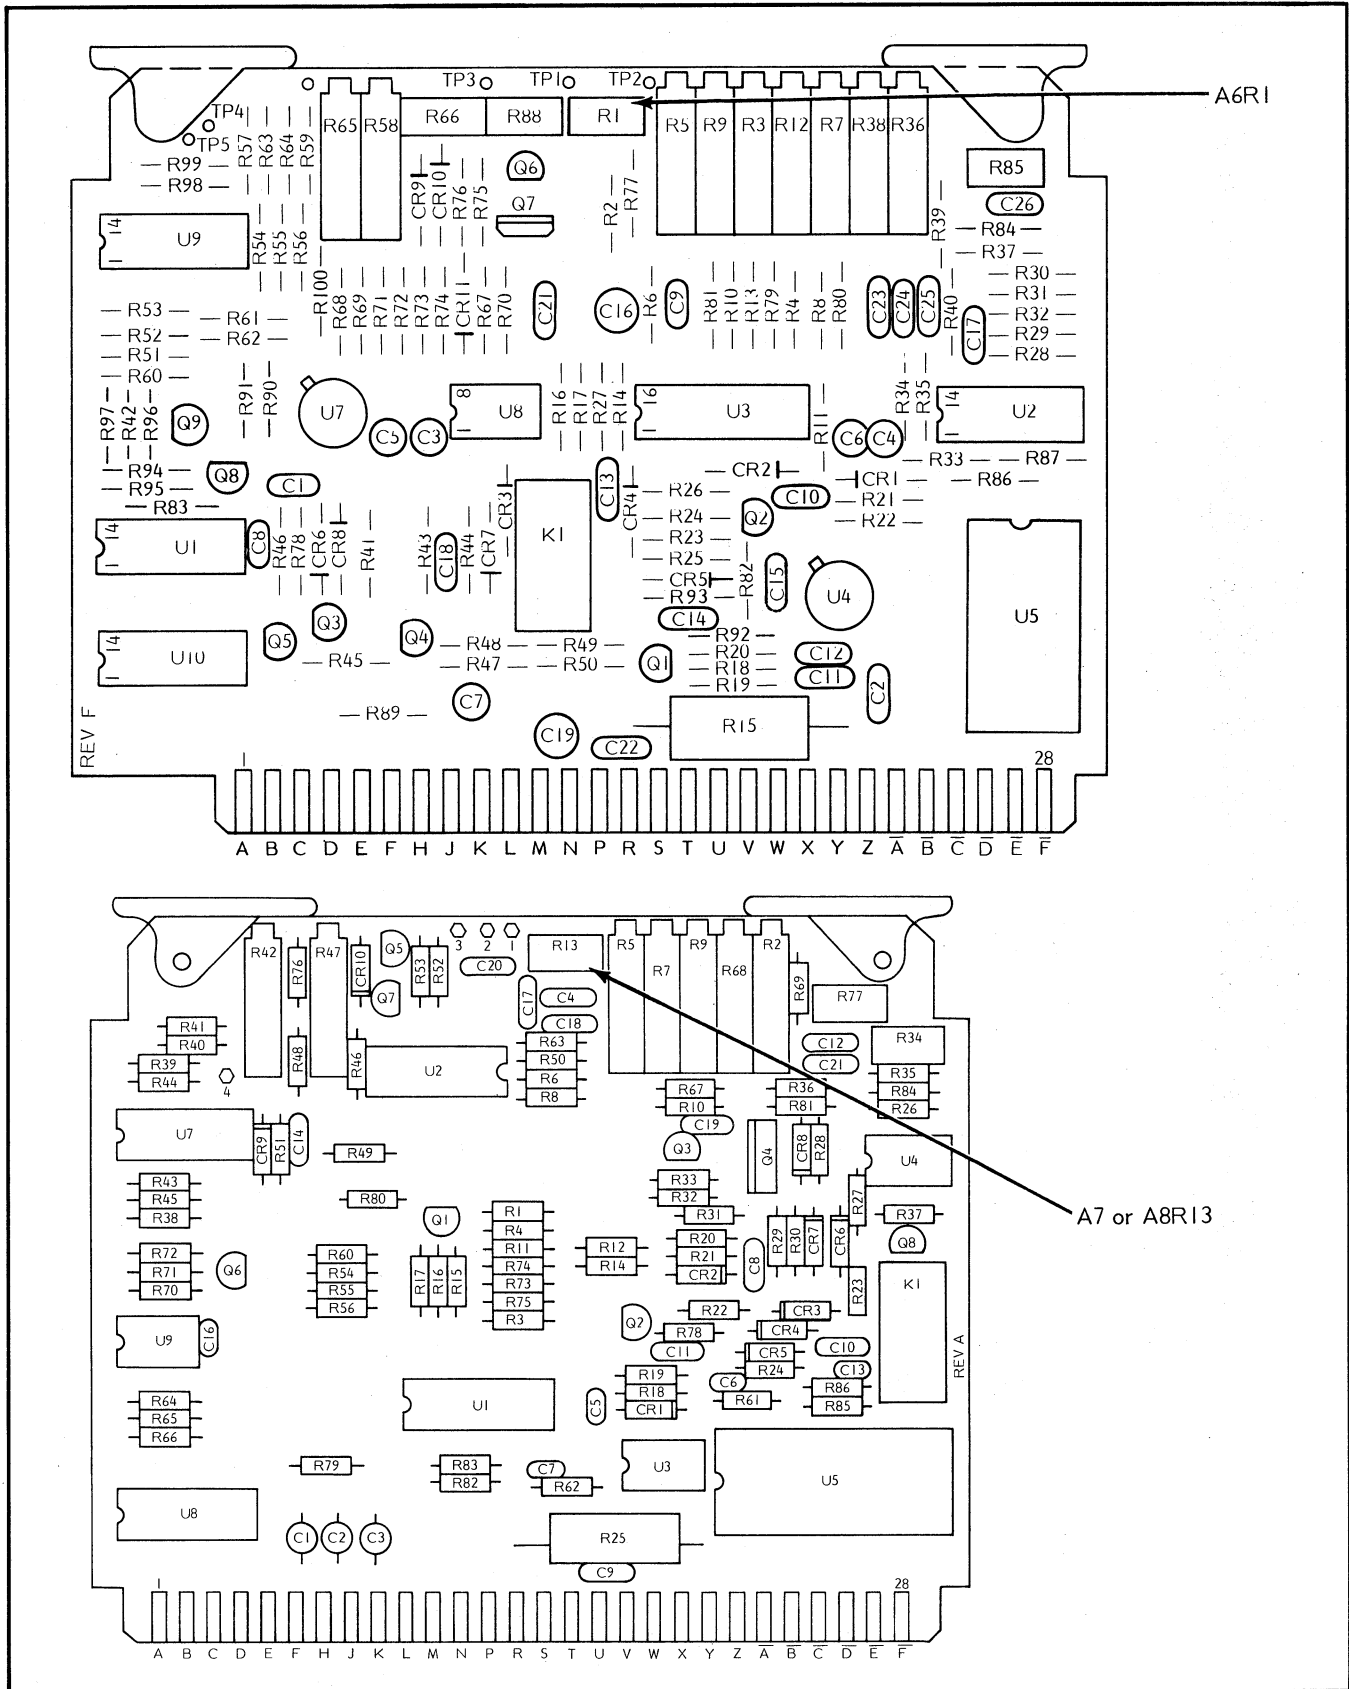 TP3 TP1 TP2
A6R1
TP4
TP5
R57 R63 R64 R59
R65 R58 R66 R88 R1 R5 R9 R3 R12 R7 R38 R36
R99
R98
CR9 CR10 R76 R75
Q6
Q7
R2 R77
R85
C26
R39
R84
R37
14 U9
1
R54 R55 R56
R100 R68 R69 R71 R72 R73 R74 CR11 R67 R70
C21 C16 R6 C9
R81 R10 R13 R79 R4 R8 R80
C23 C24 C25 R40 C17
R30
R31
R32
R29
R28
R53
R52
R51
R60
R61
R62
R97 R42 R96 Q9 R91 R90
U7 C5 C3
8 U8
1
R16 R17 R27 R14
16 U3
1
R11 C6 C4 R34 R35
14 U2
1
R94
R95
R83
Q8 C1
CR3 K1 C13 CR4
CR2 CR1
R33 R87
R86
R26 C10 R21
R24 Q2 R22
R23
R25
CR5
R93
C14
R82 C15 U4
U5
14 U1
1
C8 R46 R78 CR6 CR8 R41 R43 C18 R44 CR7
14 U10
1
Q5 Q3 Q4
R45
R48 R49
R47 R50
Q1
R92
R20
R18
R19
C12
C11
C2
C7
R89
C19 C22 R15
REV F
1 28
A B C D E F H J K L M N P R S T U V W X Y Z A̅ B̅ C̅ D̅ E̅ F̅
R42 R76 R47 CR10 Q5 R53 R52
3 2 1
C20
Q7
R13
R5 R7 R9 R68 R2
R69 R77
C17 C4
C18
C12
C21
R34
R41
R40
R39
R44
4
R48 R46 U2
R63
R50
R6
R8
R67
R10
C19
Q3
R36
R81
R35
R84
R26
U7 CR9 R51 C14
R49
Q4 CR8 R28
U4
R43
R45
R38
R80
Q1
R33
R32
R31
R27
R37
Q8
A7 or A8R13
R1
R4
R11
R74
R73
R75
R3
R12
R14
R20
R21
CR2
C8 R29 R30 CR7 CR6
R23
K1
R72
R71
R70
Q6
R60
R54
R55
R56
R17 R16 R15
U9 C16
Q2
R22
R78
C11
CR3
CR4
CR5
R24
C10
C13
REV A
R19
R18
CR1
C6
R61
R86
R85
R64
R65
R66
U1 C5
R79
R83
R82
C7
R62
U3 U5
U8
C1 C2 C3
R25
C9
1 28
A B C D E F H J K L M N P R S T U V W X Y Z A̅ B̅ C̅ D̅ E̅ F̅